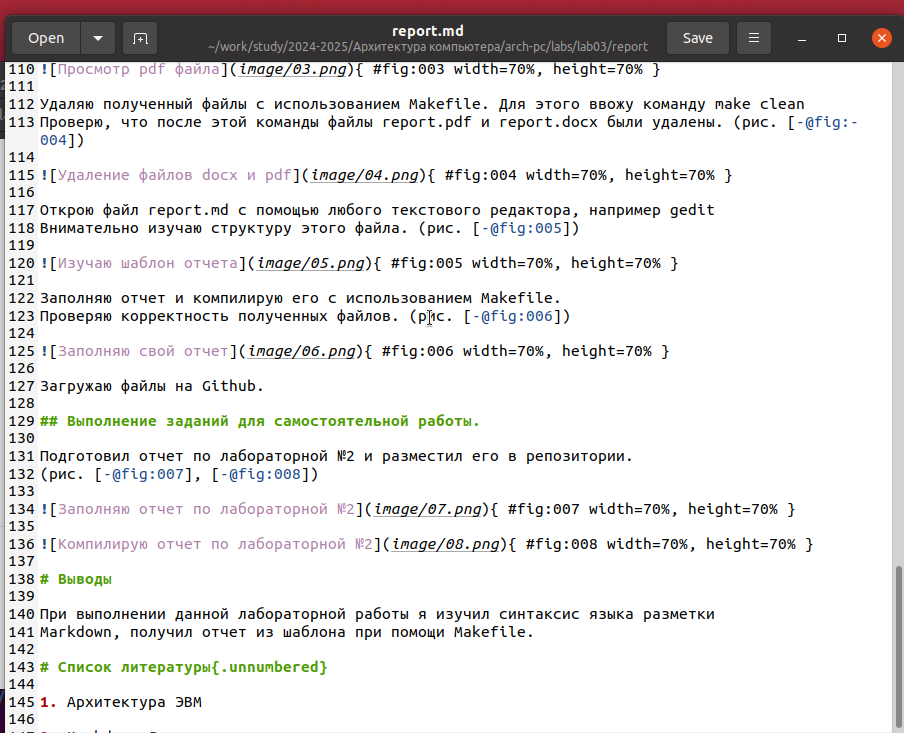 Open
report.md
~/work/study/2024-2025/Архитектура компьютера/arch-pc/labs/lab03/report
Save
110 ![Просмотр pdf файла](image/03.png){ #fig:003 width=70%, height=70% }
111
112 Удаляю полученный файлы с использованием Makefile. Для этого ввожу команду make clean
113 Проверю, что после этой команды файлы report.pdf и report.docx были удалены. (рис. [-@fig:-
004])
114
115 ![Удаление файлов docx и pdf](image/04.png){ #fig:004 width=70%, height=70% }
116
117 Открою файл report.md с помощью любого текстового редактора, например gedit
118 Внимательно изучаю структуру этого файла. (рис. [-@fig:005])
119
120 ![Изучаю шаблон отчета](image/05.png){ #fig:005 width=70%, height=70% }
121
122 Заполняю отчет и компилирую его с использованием Makefile.
123 Проверяю корректность полученных файлов. (рис. [-@fig:006])
124
125 ![Заполняю свой отчет](image/06.png){ #fig:006 width=70%, height=70% }
126
127 Загружаю файлы на Github.
128
129 ## Выполнение заданий для самостоятельной работы.
130
131 Подготовил отчет по лабораторной №2 и разместил его в репозитории.
132 (рис. [-@fig:007], [-@fig:008])
133
134 ![Заполняю отчет по лабораторной №2](image/07.png){ #fig:007 width=70%, height=70% }
135
136 ![Компилирую отчет по лабораторной №2](image/08.png){ #fig:008 width=70%, height=70% }
137
138 # Выводы
139
140 При выполнении данной лабораторной работы я изучил синтаксис языка разметки
141 Markdown, получил отчет из шаблона при помощи Makefile.
142
143 # Список литературы{.unnumbered}
144
145 1. Архитектура ЭВМ
146